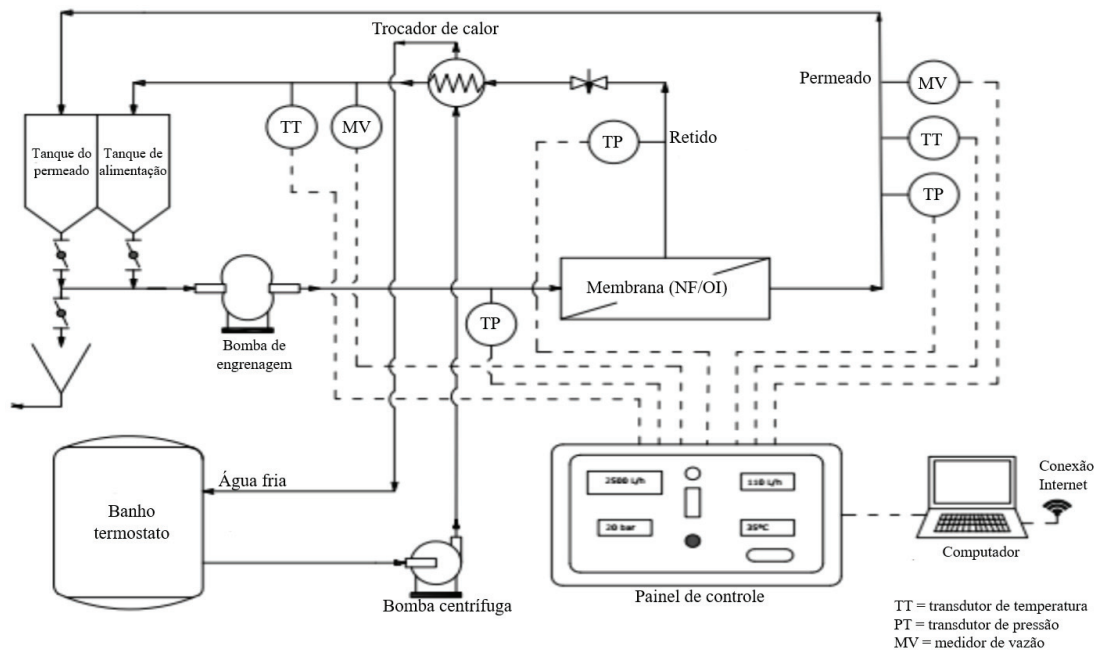 Trocador de calor
Permeado
MV
TT
MV
TP
Retido
TT
TP
Tanque do
permeado
Tanque de
alimentação
Membrana (NF/OI)
TP
Bomba de
engrenagem
Água fria
Banho
termostato
Bomba centrífuga
2500 L/h
110 L/h
20 bar
35ºC
Painel de controle
Conexão
Internet
Computador
TT = transdutor de temperatura
PT = transdutor de pressão
MV = medidor de vazão